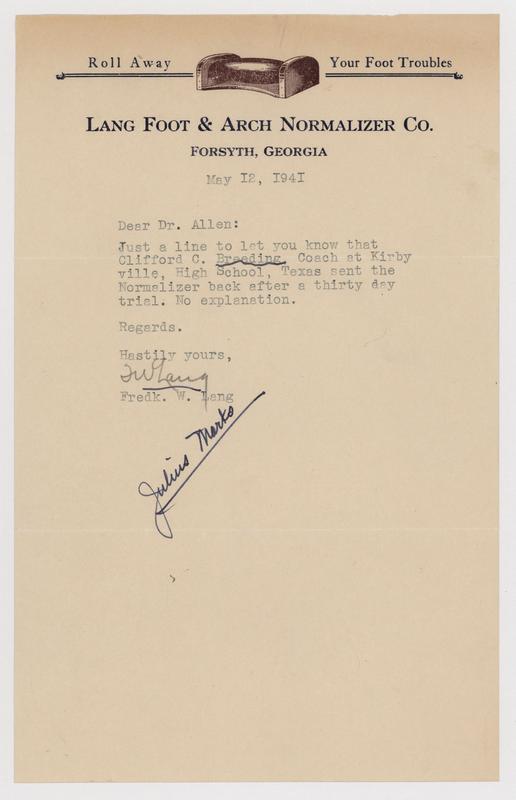 Roll Away Your Foot Troubles
LANG FOOT & ARCH NORMALIZER CO.
FORSYTH, GEORGIA
May 12, 1941
Dear Dr. Allen:
Just a line to let you know that
Clifford C. Breeding, Coach at Kirby
ville, High School, Texas sent the
Normalizer back after a thirty day
trial. No explanation.
Regards.
Hastily yours,
FW Lang
Fredk. W. Lang
Julius Marks